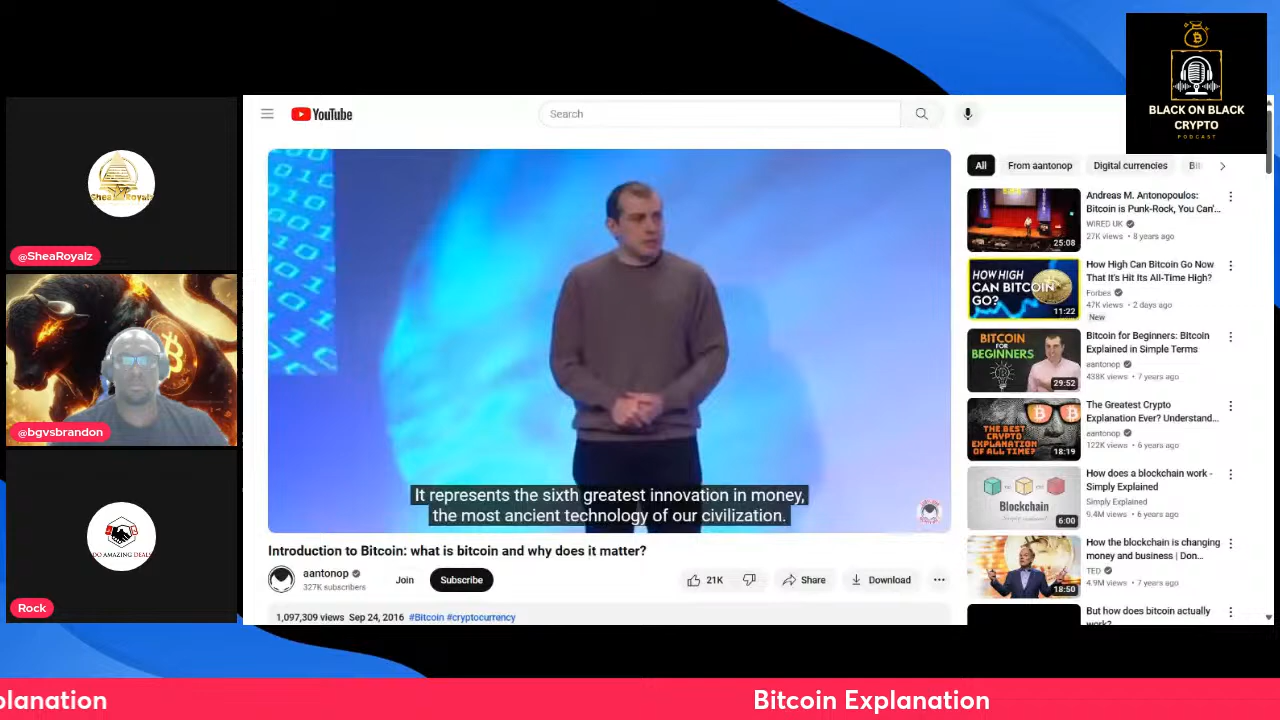 BLACK ON BLACK
CRYPTO
PODCAST
@SheaRoyalz
@bgvsbrandon
DO AMAZING DEALS
Rock
YouTube
Search
It represents the sixth greatest innovation in money,
the most ancient technology of our civilization.
Introduction to Bitcoin: what is bitcoin and why does it matter?
aantonop
327K subscribers
Join
Subscribe
21K
Share
Download
1,097,309 views Sep 24, 2016 #Bitcoin #cryptocurrency
All
From aantonop
Digital currencies
Bit
25:08
Andreas M. Antonopoulos:
Bitcoin is Punk-Rock, You Can'...
WIRED UK
27K views • 8 years ago
HOW HIGH
CAN BITCOIN
GO?
11:22
How High Can Bitcoin Go Now
That It's Hit Its All-Time High?
Forbes
47K views • 2 days ago
New
BITCOIN
FOR
BEGINNERS
29:52
Bitcoin for Beginners: Bitcoin
Explained in Simple Terms
aantonop
438K views • 7 years ago
THE BEST
CRYPTO
EXPLANATION
OF ALL TIME?
18:19
The Greatest Crypto
Explanation Ever? Understand...
aantonop
122K views • 6 years ago
Blockchain
Simply Explained
6:00
How does a blockchain work -
Simply Explained
Simply Explained
9.4M views • 6 years ago
18:50
How the blockchain is changing
money and business | Don...
TED
4.9M views • 7 years ago
But how does bitcoin actually
work?
planation
Bitcoin Explanation